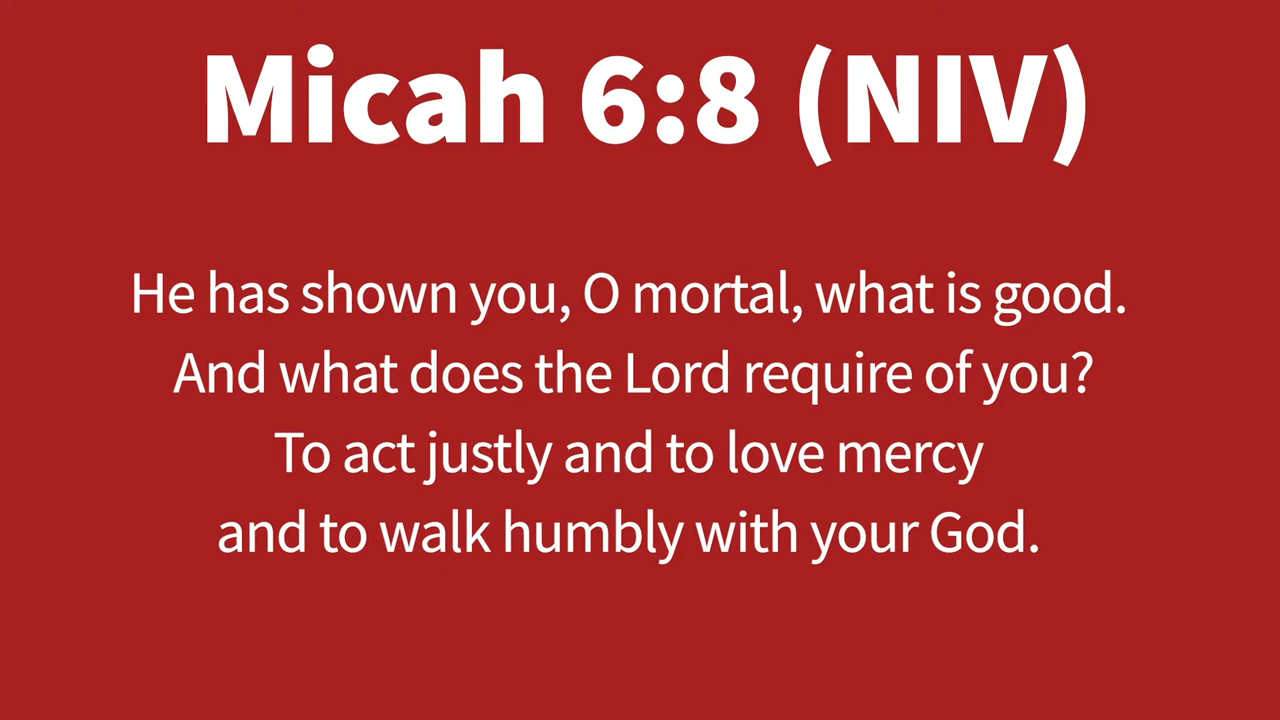 Micah 6:8 (NIV)
He has shown you, O mortal, what is good.
And what does the Lord require of you?
To act justly and to love mercy
and to walk humbly with your God.